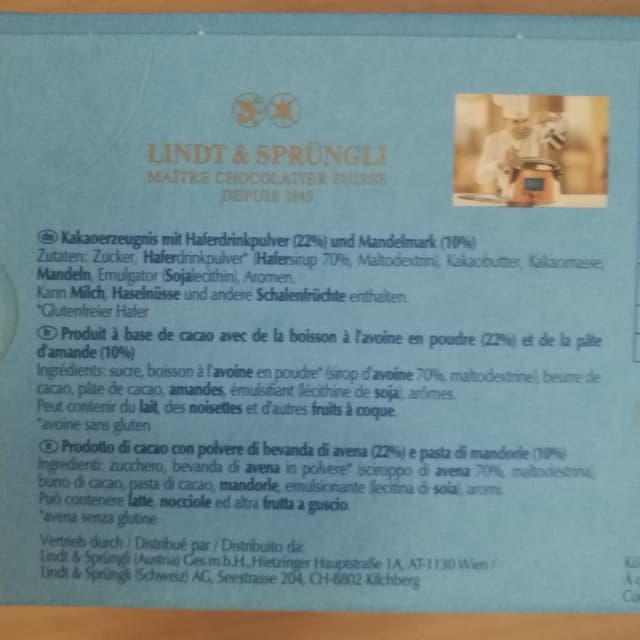 LINDT & SPRÜNGLI
MAÎTRE CHOCOLATIER SUISSE
DEPUIS 1845
de Kakaoerzeugnis mit Haferdrinkpulver (22%) und Mandelmark (10%)
Zutaten: Zucker, Haferdrinkpulver* (Hafersirup 70%, Maltodextrin), Kakaobutter, Kakaomasse,
Mandeln, Emulgator (Sojalecithin), Aromen.
Kann Milch, Haselnüsse und andere Schalenfrüchte enthalten.
*Glutenfreier Hafer
fr Produit à base de cacao avec de la boisson à l'avoine en poudre (22%) et de la pâte
d'amande (10%)
Ingrédients: sucre, boisson à l'avoine en poudre* (sirop d'avoine 70%, maltodextrine), beurre de
cacao, pâte de cacao, amandes, émulsifiant (lécithine de soja), arômes.
Peut contenir du lait, des noisettes et d'autres fruits à coque.
*avoine sans gluten
it Prodotto di cacao con polvere di bevanda di avena (22%) e pasta di mandorle (10%)
Ingredienti: zucchero, bevanda di avena in polvere* (sciroppo di avena 70%, maltodestrina),
burro di cacao, pasta di cacao, mandorle, emulsionante (lecitina di soia), aromi.
Può contenere latte, nocciole ed altra frutta a guscio.
*avena senza glutine
Vertrieb durch / Distribué par / Distribuito da:
Lindt & Sprüngli (Austria) Ges.m.b.H., Hietzinger Hauptstraße 1A, AT-1130 Wien /
Lindt & Sprüngli (Schweiz) AG, Seestrasse 204, CH-8802 Kilchberg